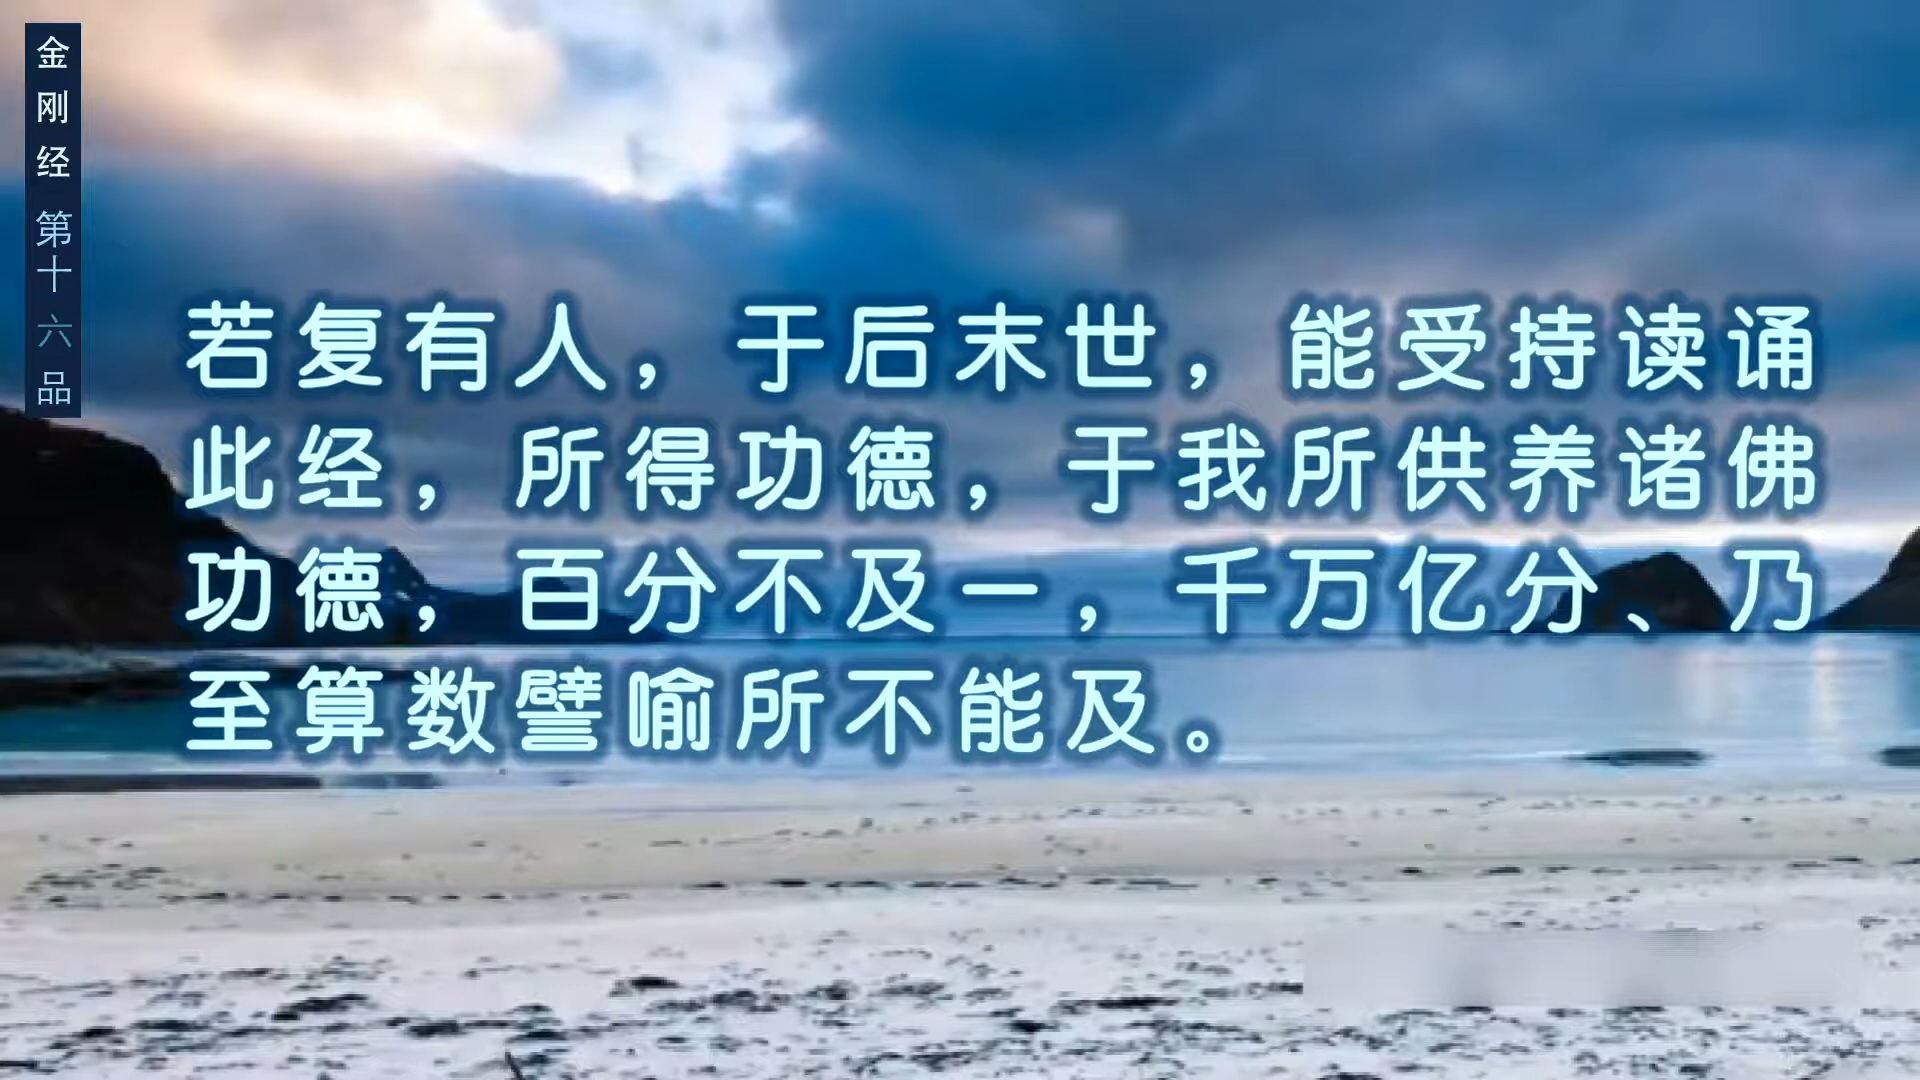 金刚经 第十六品
若复有人，于后末世，能受持读诵
此经，所得功德，于我所供养诸佛
功德，百分不及一，千万亿分、乃
至算数譬喻所不能及。